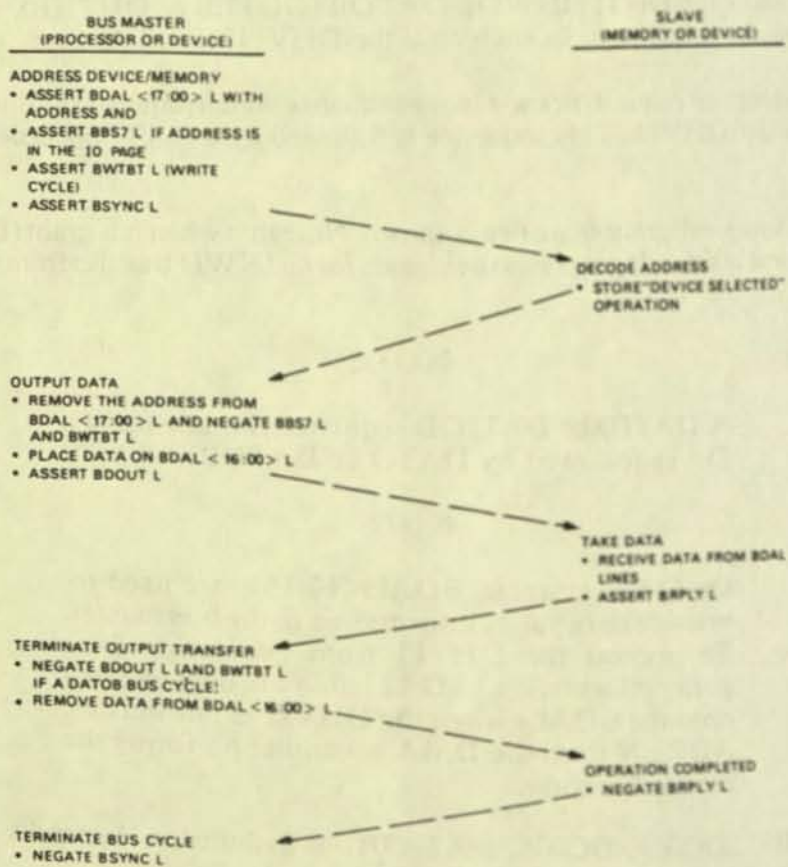 BUS MASTER
(PROCESSOR OR DEVICE)
SLAVE
(MEMORY OR DEVICE)
ADDRESS DEVICE/MEMORY
• ASSERT BDAL <17:00> L WITH
ADDRESS AND
• ASSERT BBS7 L IF ADDRESS IS
IN THE IO PAGE
• ASSERT BWTBT L (WRITE
CYCLE)
• ASSERT BSYNC L
DECODE ADDRESS
• STORE "DEVICE SELECTED"
OPERATION
OUTPUT DATA
• REMOVE THE ADDRESS FROM
BDAL <17:00> L AND NEGATE BBS7 L
AND BWTBT L
• PLACE DATA ON BDAL <16:00> L
• ASSERT BDOUT L
TAKE DATA
• RECEIVE DATA FROM BDAL
LINES
• ASSERT BRPLY L
TERMINATE OUTPUT TRANSFER
• NEGATE BDOUT L (AND BWTBT L
IF A DATOB BUS CYCLE)
• REMOVE DATA FROM BDAL <16:00> L
OPERATION COMPLETED
• NEGATE BRPLY L
TERMINATE BUS CYCLE
• NEGATE BSYNC L